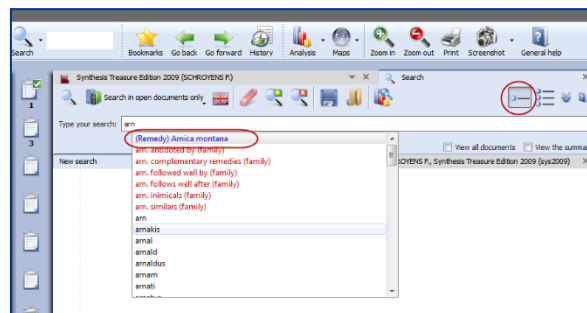 Search
Bookmarks Go back Go forward History Analysis Maps Zoom in Zoom out Print Screenshot General help
Synthesis Treasure Edition 2009 (SCHROYENS F.)
Search
1
Search in open documents only
Type your search: arn
3
(Remedy) Arnica montana
arn. antidoted by (family)
View all documents View the summa
arn. complementary remedies (family)
New search
ROYENS F., Synthesis Treasure Edition 2009 (sys2009)
arn. followed well by (family)
arn. follows well after (family)
arn. inimicals (family)
arn. similars (family)
arn
arnakis
arnal
arnald
arnaldus
arnam
arnati